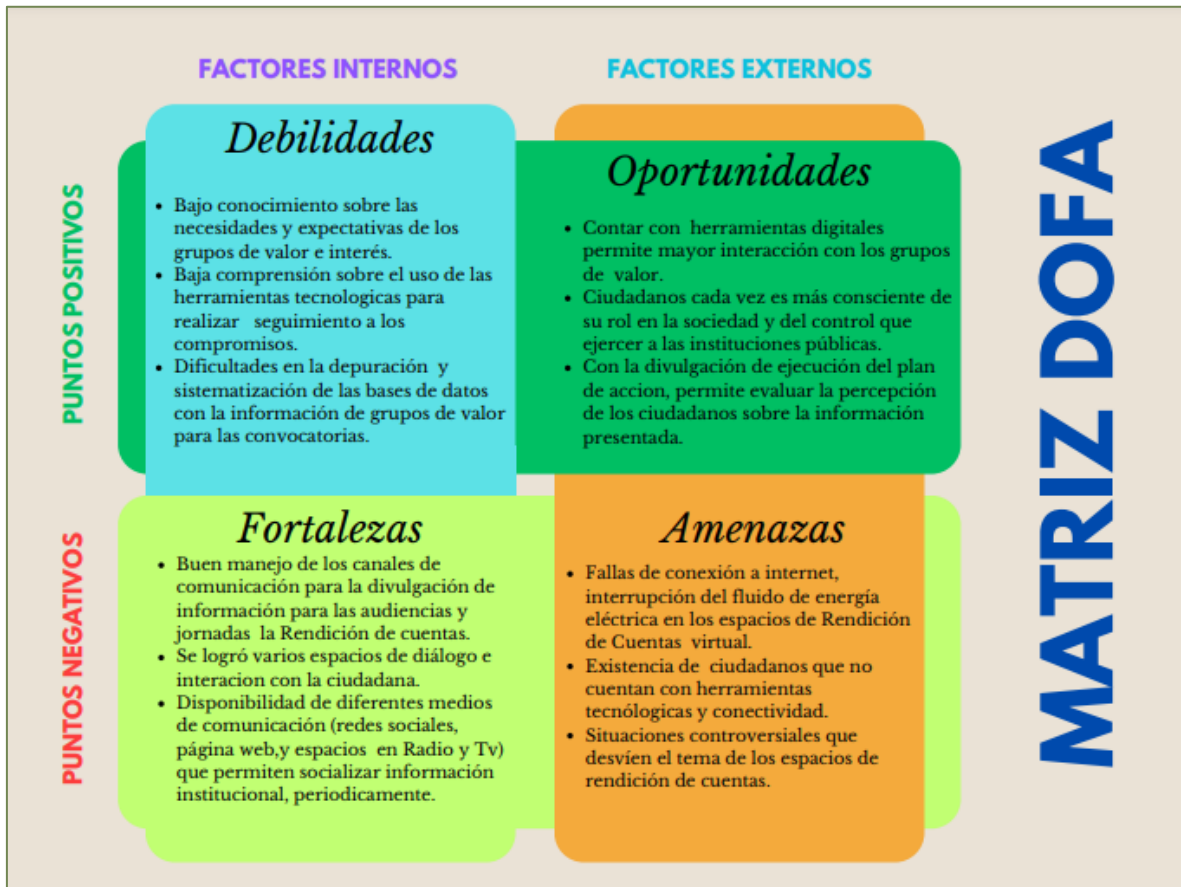 FACTORES INTERNOS
FACTORES EXTERNOS
PUNTOS POSITIVOS
Debilidades
• Bajo conocimiento sobre las
necesidades y expectativas de los
grupos de valor e interés.
• Baja comprensión sobre el uso de las
herramientas tecnologicas para
realizar seguimiento a los
compromisos.
• Dificultades en la depuración y
sistematización de las bases de datos
con la información de grupos de valor
para las convocatorias.
Oportunidades
• Contar con herramientas digitales
permite mayor interacción con los grupos
de valor.
• Ciudadanos cada vez es más consciente de
su rol en la sociedad y del control que
ejercer a las instituciones públicas.
• Con la divulgación de ejecución del plan
de accion, permite evaluar la percepción
de los ciudadanos sobre la información
presentada.
PUNTOS NEGATIVOS
Fortalezas
• Buen manejo de los canales de
comunicación para la divulgación de
información para las audiencias y
jornadas la Rendición de cuentas.
• Se logró varios espacios de diálogo e
interacion con la ciudadana.
• Disponibilidad de diferentes medios
de comunicación (redes sociales,
página web,y espacios en Radio y Tv)
que permiten socializar información
institucional, periodicamente.
Amenazas
• Fallas de conexión a internet,
interrupción del fluido de energía
eléctrica en los espacios de Rendición
de Cuentas virtual.
• Existencia de ciudadanos que no
cuentan con herramientas
tecnólogicas y conectividad.
• Situaciones controversiales que
desvíen el tema de los espacios de
rendición de cuentas.
MATRIZ DOFA